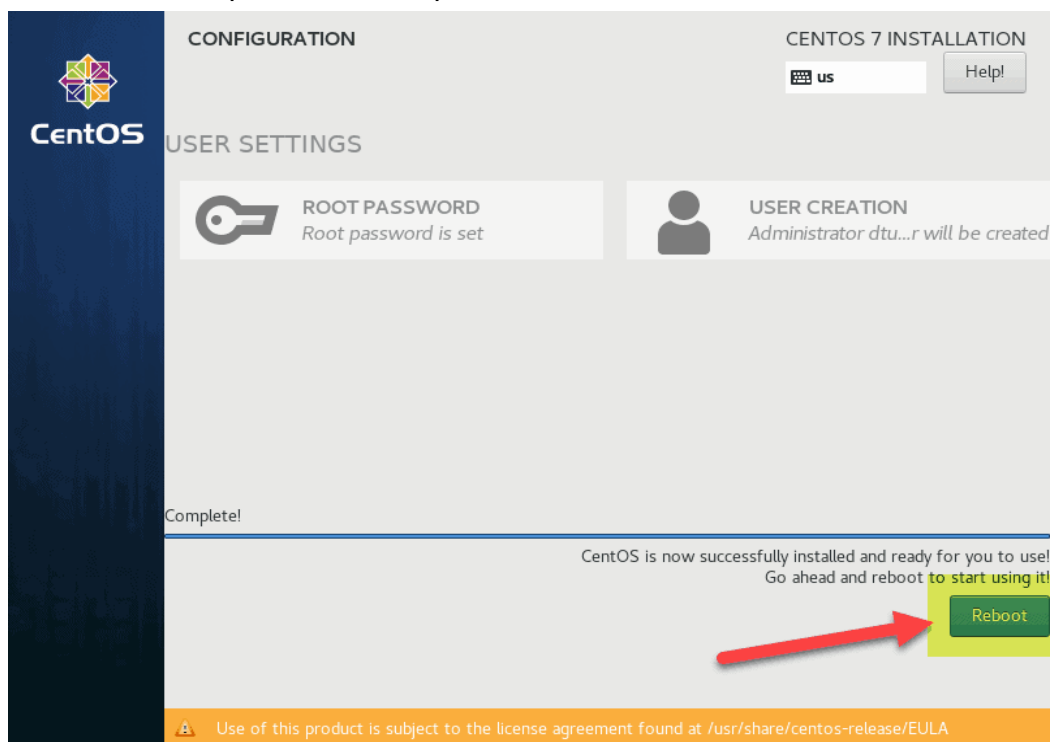 CONFIGURATION
CENTOS 7 INSTALLATION
us
Help!
CentOS
USER SETTINGS
ROOT PASSWORD
Root password is set
USER CREATION
Administrator dtu...r will be created
Complete!
CentOS is now successfully installed and ready for you to use!
Go ahead and reboot to start using it!
Reboot
Use of this product is subject to the license agreement found at /usr/share/centos-release/EULA